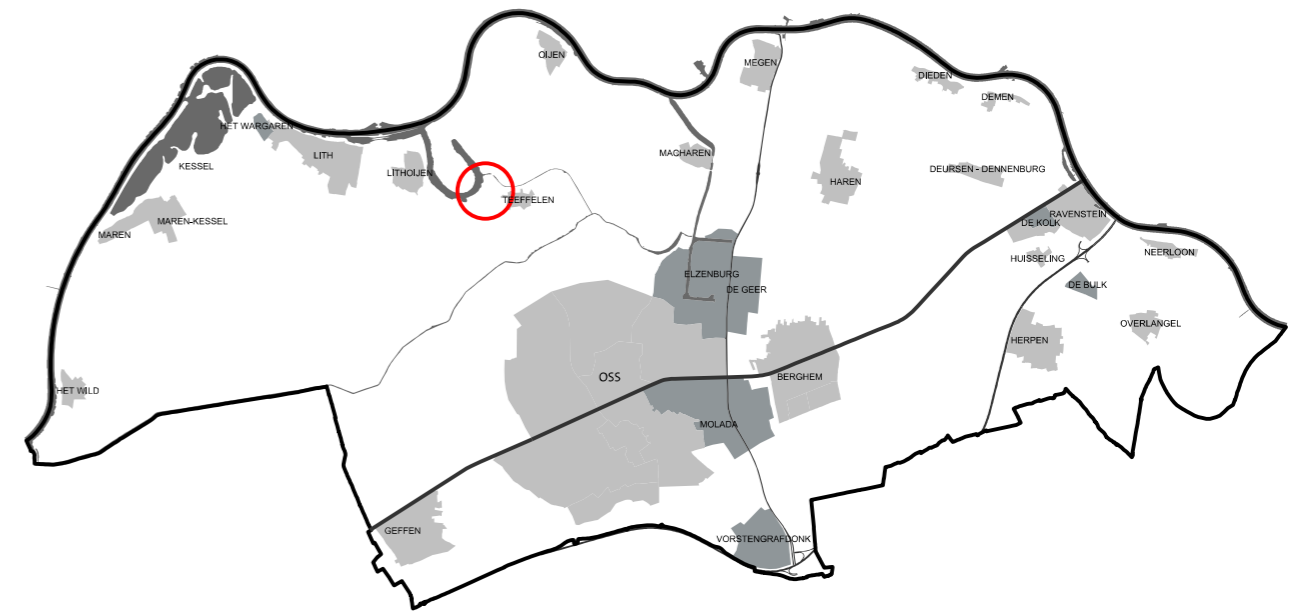 OIJEN
MEGEN
DIEDEN
DEMEN
HET WARGAREN
LITH
KESSEL
LITHOIJEN
MACHAREN
HAREN
DEURSEN - DENNENBURG
TEEFFELEN
MAREN-KESSEL
MAREN
RAVENSTEIN
DE KOLK
HUISSELING
NEERLOON
ELZENBURG
DE GEER
DE BULK
OVERLANGEL
HERPEN
OSS
BERGHEM
HET WILD
MOLADA
GEFFEN
VORSTENGRAFDONK